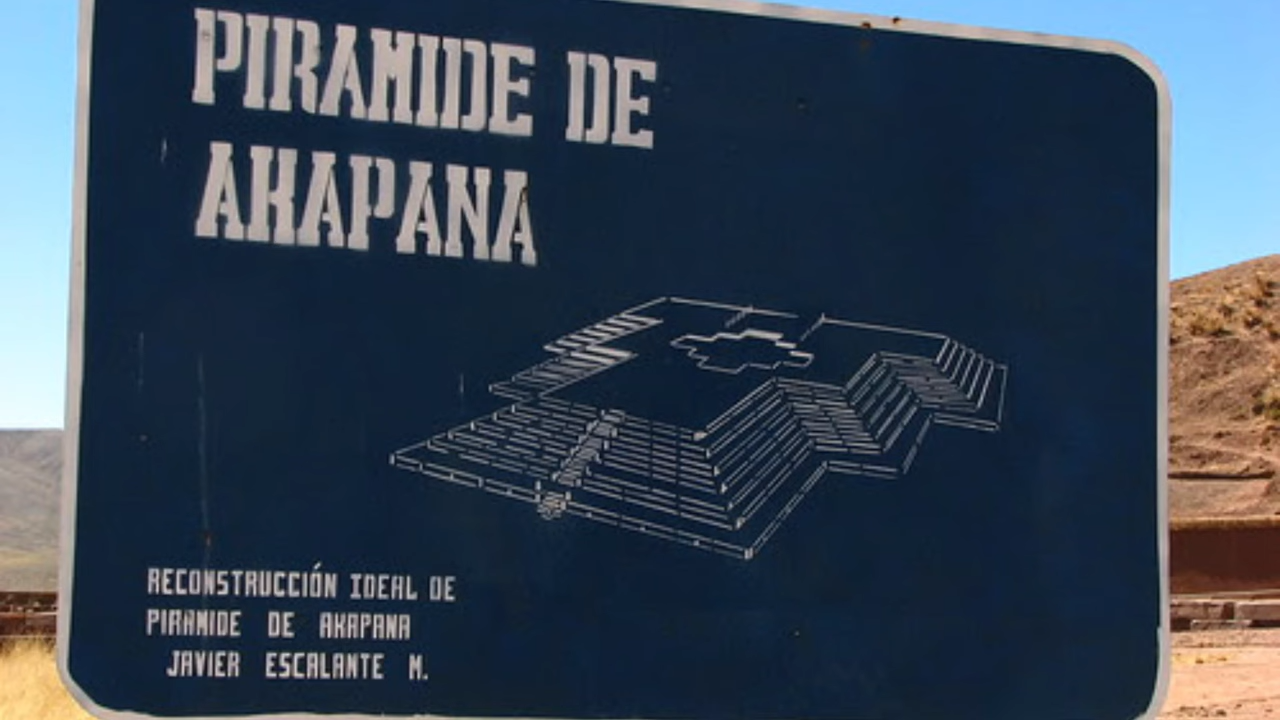 PIRAMIDE DE
AKAPANA
RECONSTRUCCIÓN IDEAL DE
PIRAMIDE DE AKAPANA
JAVIER ESCALANTE M.